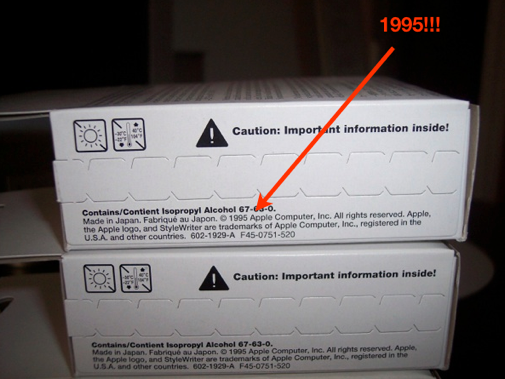 1995!!!
Caution: Important information inside!
Contains/Contient Isopropyl Alcohol 67-63-0.
Made in Japan. Fabriqué au Japon. © 1995 Apple Computer, Inc. All rights reserved. Apple,
the Apple logo, and StyleWriter are trademarks of Apple Computer, Inc., registered in the
U.S.A. and other countries. 602-1929-A F45-0751-520
Caution: Important information inside!
Contains/Contient Isopropyl Alcohol 67-63-0.
Made in Japan. Fabriqué au Japon. © 1995 Apple Computer, Inc. All rights reserved. Apple,
the Apple logo, and StyleWriter are trademarks of Apple Computer, Inc., registered in the
U.S.A. and other countries. 602-1929-A F45-0751-520